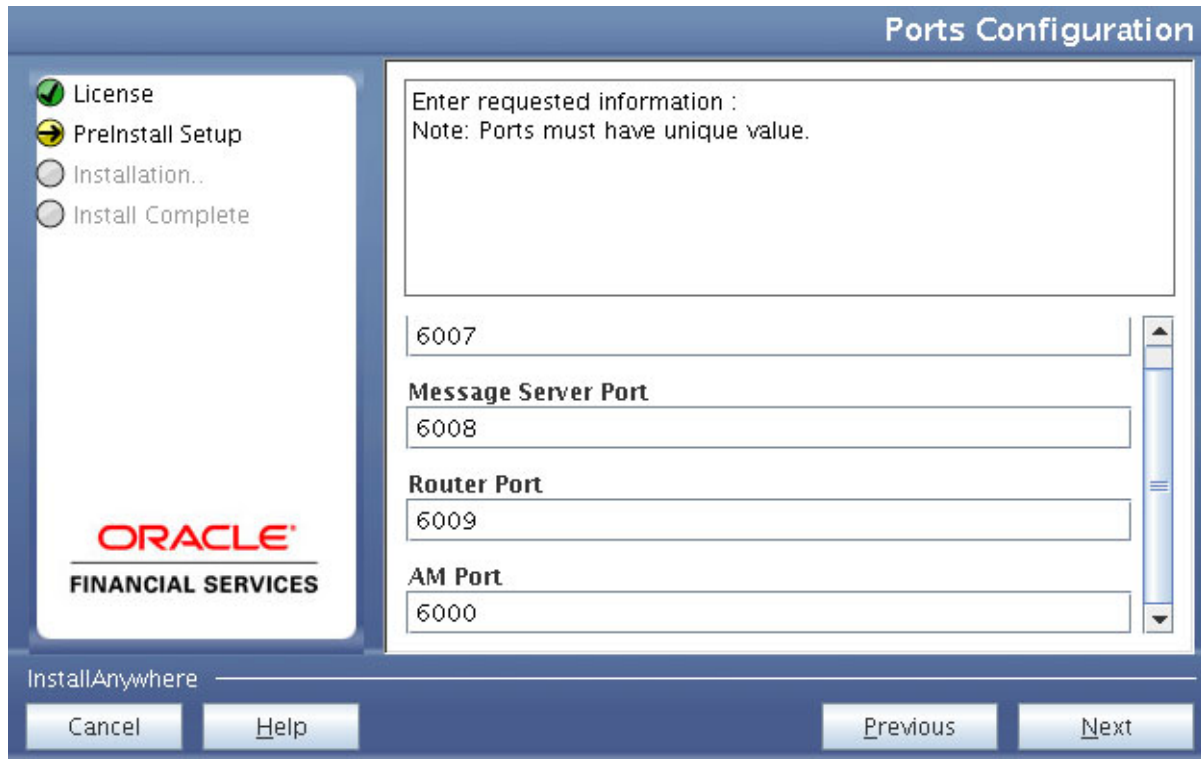 Ports Configuration
License
PreInstall Setup
Installation..
Install Complete
ORACLE
FINANCIAL SERVICES
Enter requested information :
Note: Ports must have unique value.
6007
Message Server Port
6008
Router Port
6009
AM Port
6000
InstallAnywhere
Cancel
Help
Previous
Next